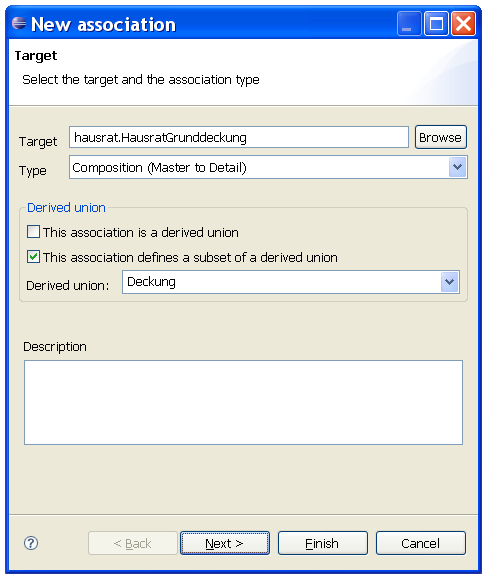 New association
Target
Select the target and the association type
Target hausrat.HausratGrunddeckung Browse
Type Composition (Master to Detail)
Derived union
This association is a derived union
This association defines a subset of a derived union
Derived union: Deckung
Description
? < Back Next > Finish Cancel